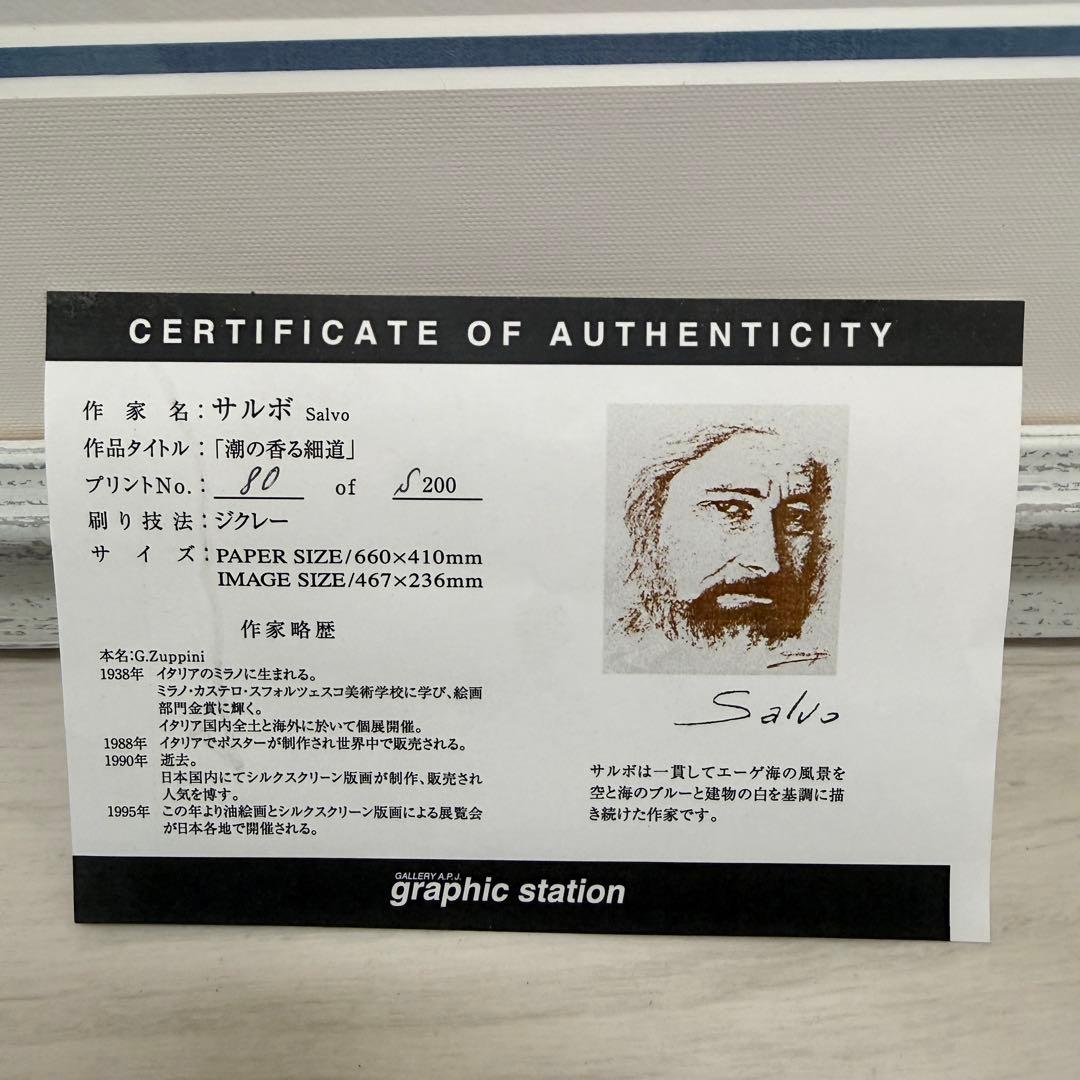 CERTIFICATE OF AUTHENTICITY
作家名：サルボ Salvo
作品タイトル：「潮の香る細道」
プリントNo.： 80 of S200
刷り技法：ジクレー
サイズ：PAPER SIZE/660×410mm
IMAGE SIZE/467×236mm
作家略歴
本名:G.Zuppini
1938年 イタリアのミラノに生まれる。
ミラノ・カステロ・スフォルツェスコ美術学校に学び、絵画
部門金賞に輝く。
イタリア国内全土と海外に於いて個展開催。
1988年 イタリアでポスターが制作され世界中で販売される。
1990年 逝去。
日本国内にてシルクスクリーン版画が制作、販売され
人気を博す。
1995年 この年より油絵画とシルクスクリーン版画による展覧会
が日本各地で開催される。
Salvo
サルボは一貫してエーゲ海の風景を
空と海のブルーと建物の白を基調に描
き続けた作家です。
GALLERY A.P.J.
graphic station